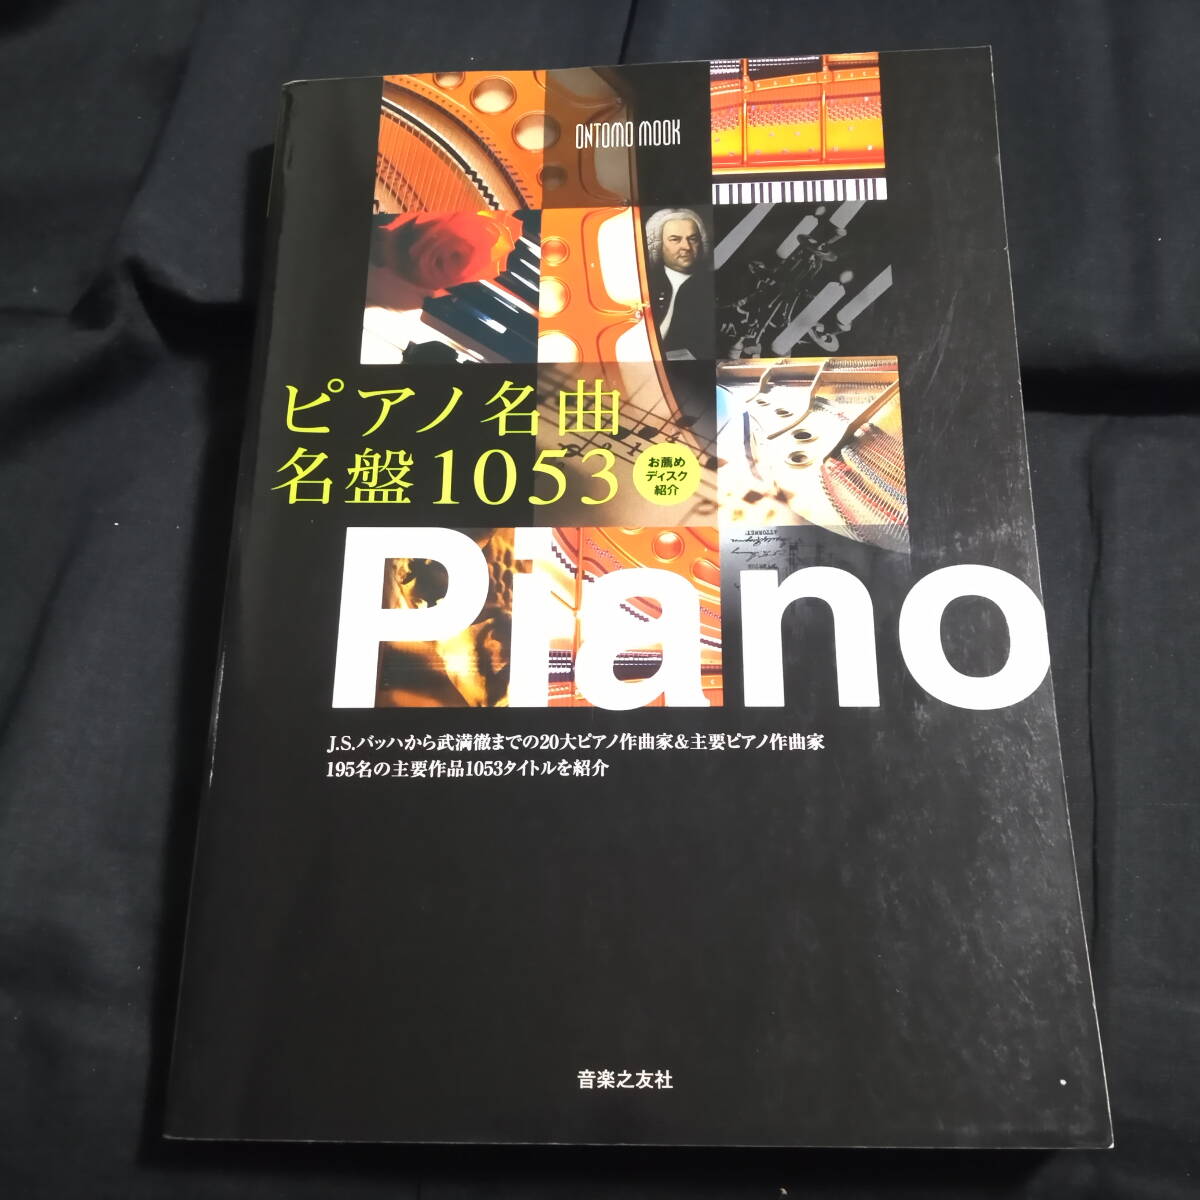 ONTOMO MOOK
ピアノ名曲
名盤1053
お薦め
ディスク
紹介
Piano
J.S.バッハから武満徹までの20大ピアノ作曲家&主要ピアノ作曲家
195名の主要作品1053タイトルを紹介
音楽之友社